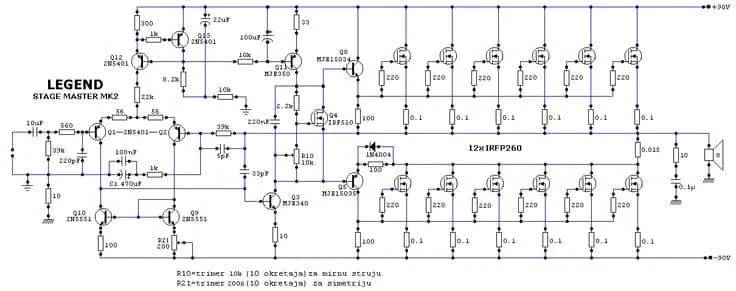 +90V
300
22uF
33
1k
Q13
2N5401
100uF
Q12
2N5401
10k
Q11
MJE350
Q8
MJE15034
8.2k
10k
220 220 220 220 220 220
LEGEND
STAGE MASTER MK2
22k
2.2k
220nF
Q4
IRF510
100 0.1 0.1 0.1 0.1 0.1 0.1
56 56
10uF 560
Q1—2N5401—Q2
39k
12xIRFP260
39k
220pF
100nF
5pF
1N4004
0.015
10
8
1k
R10
10k
100
C1 470uF
33pF
Q5
MJE15035
10
Q3
MJE340
220 220 220 220 220 220
0.1µ
Q10
2N5551
Q9
2N5551
100
R21
200
10
100 0.1 0.1 0.1 0.1 0.1 0.1
-90V
R10=trimer 10k (10 okretaja) za mirnu struju
R21=trimer 200Ω (10 okretaja) za simetriju